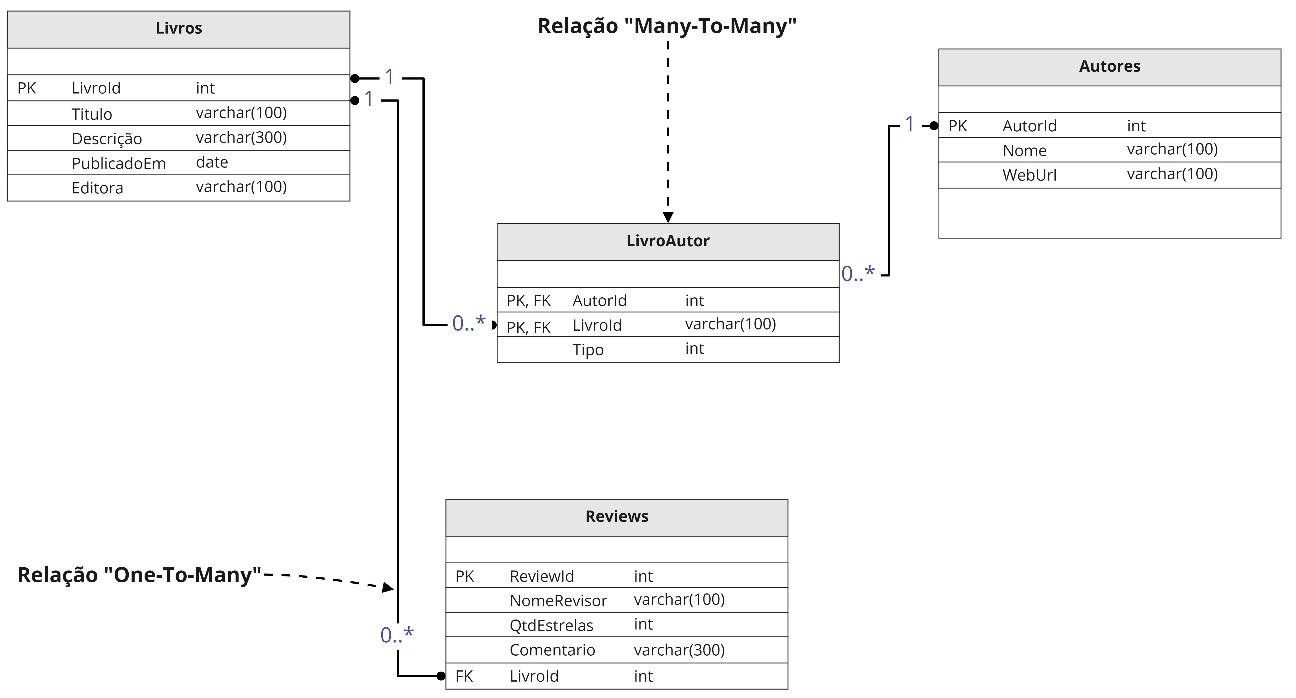 Livros
PK LivroId int
Titulo varchar(100)
Descrição varchar(300)
PublicadoEm date
Editora varchar(100)
1
1
Relação "Many-To-Many"
Autores
PK AutorId int
Nome varchar(100)
WebUrl varchar(100)
1
LivroAutor
PK, FK AutorId int
PK, FK LivroId varchar(100)
Tipo int
0..*
0..*
Relação "One-To-Many"
0..*
Reviews
PK ReviewId int
NomeRevisor varchar(100)
QtdEstrelas int
Comentario varchar(300)
FK LivroId int